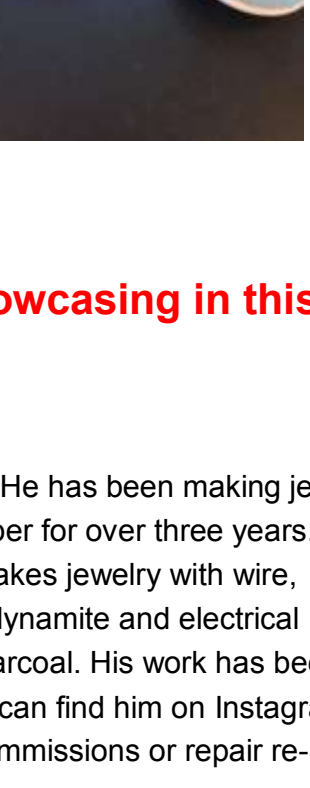 owcasing in this
He has been making je
ber for over three years.
akes jewelry with wire,
dynamite and electrical
arcoal. His work has bee
can find him on Instagra
mmissions or repair re-